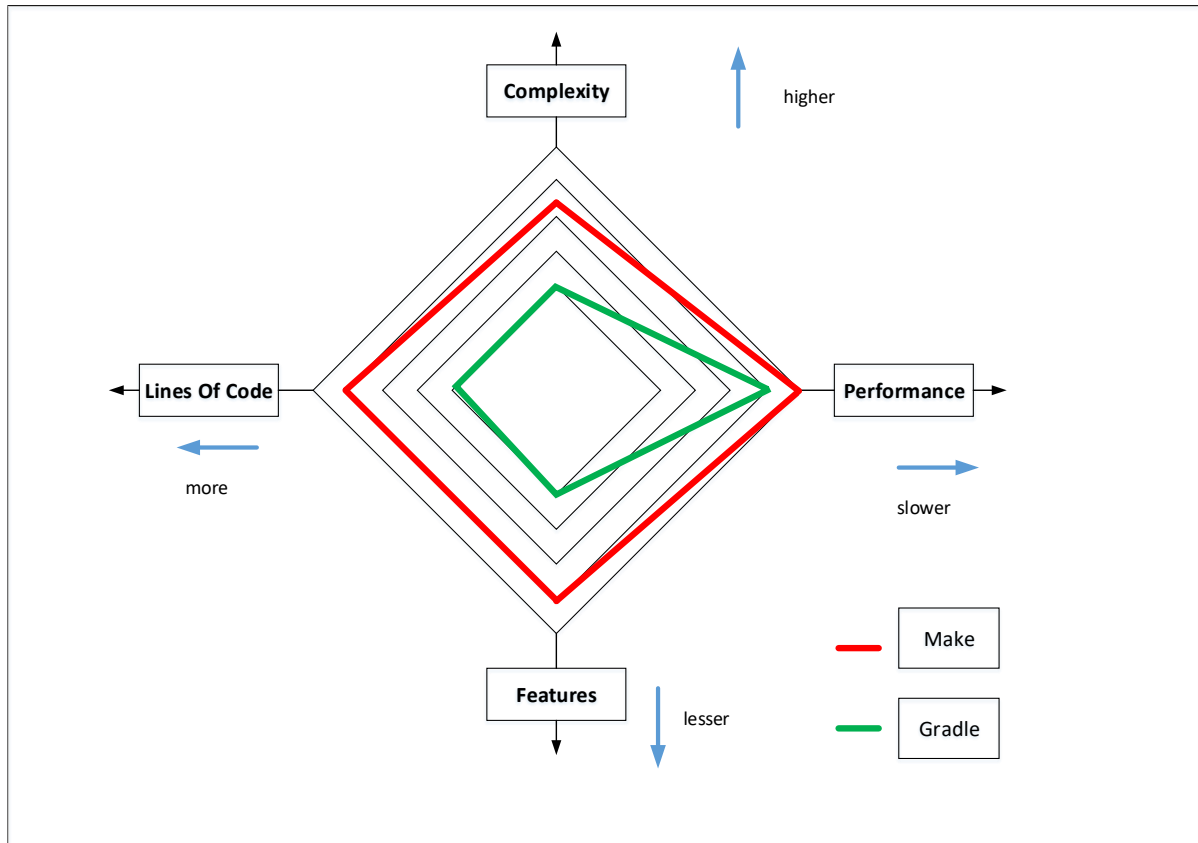 Complexity
higher
Lines Of Code
Performance
more
slower
Make
Features
lesser
Gradle